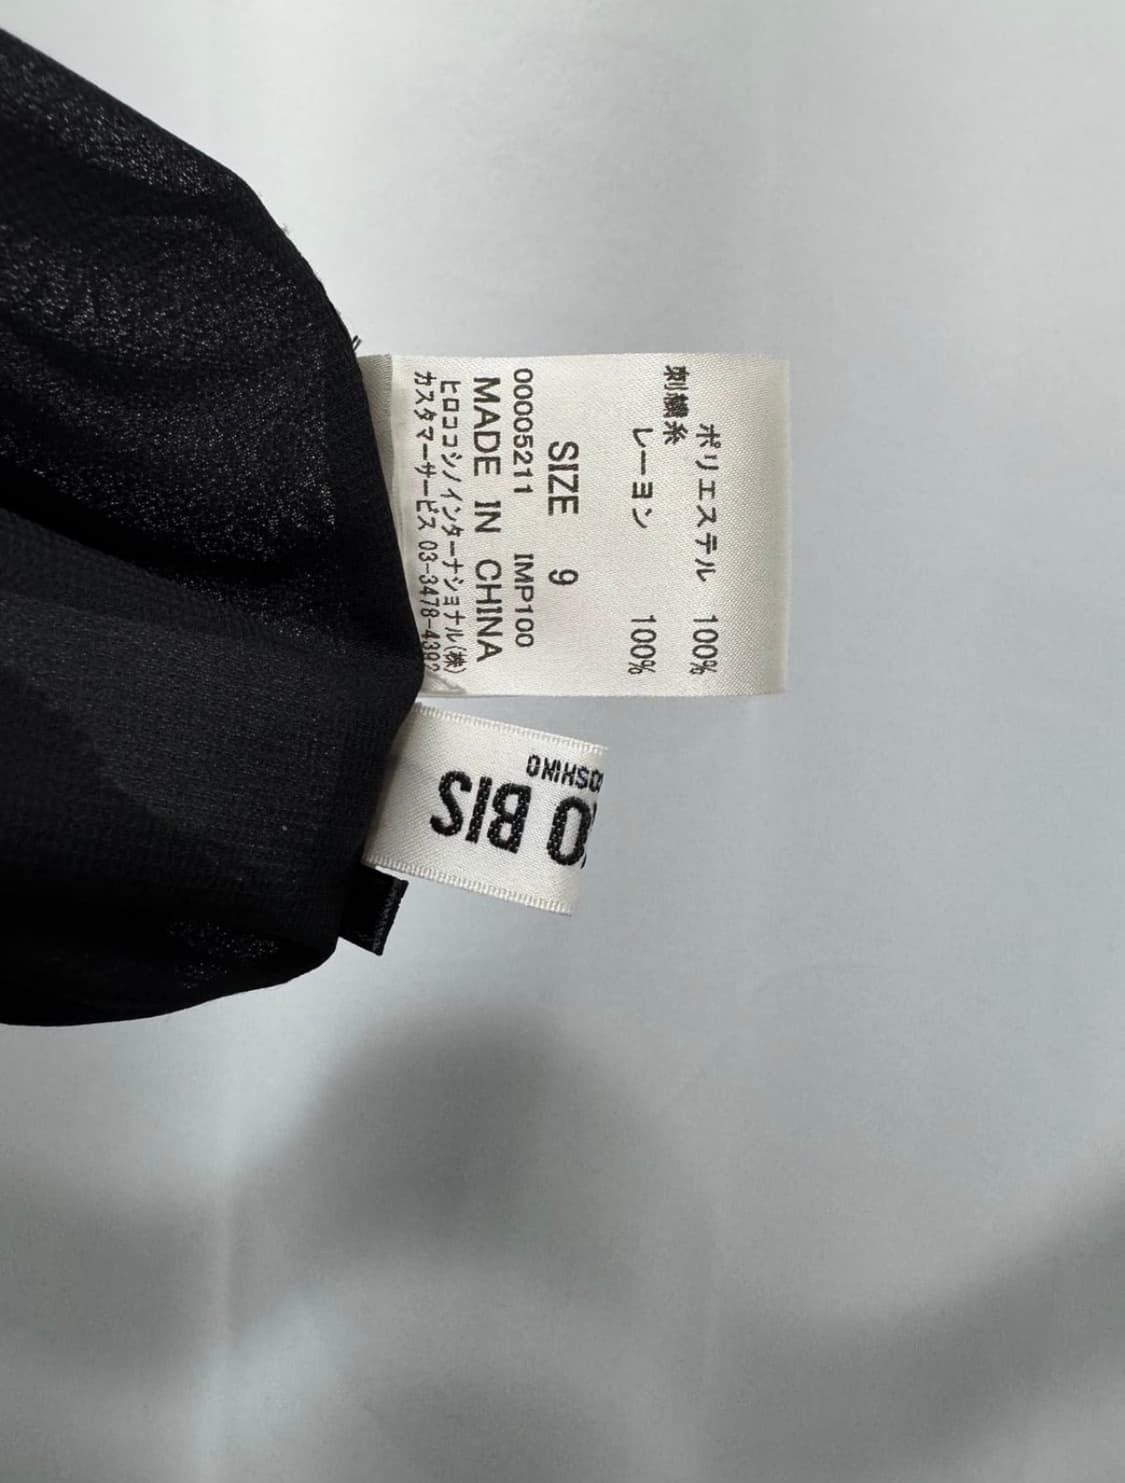 ポリエステル 100%
刺繍糸
レーヨン 100%
SIZE 9
00005211 IMP100
MADE IN CHINA
ヒロココシノインターナショナル(株)
カスタマーサービス 03-3478-4392
O BIS
OSHINO